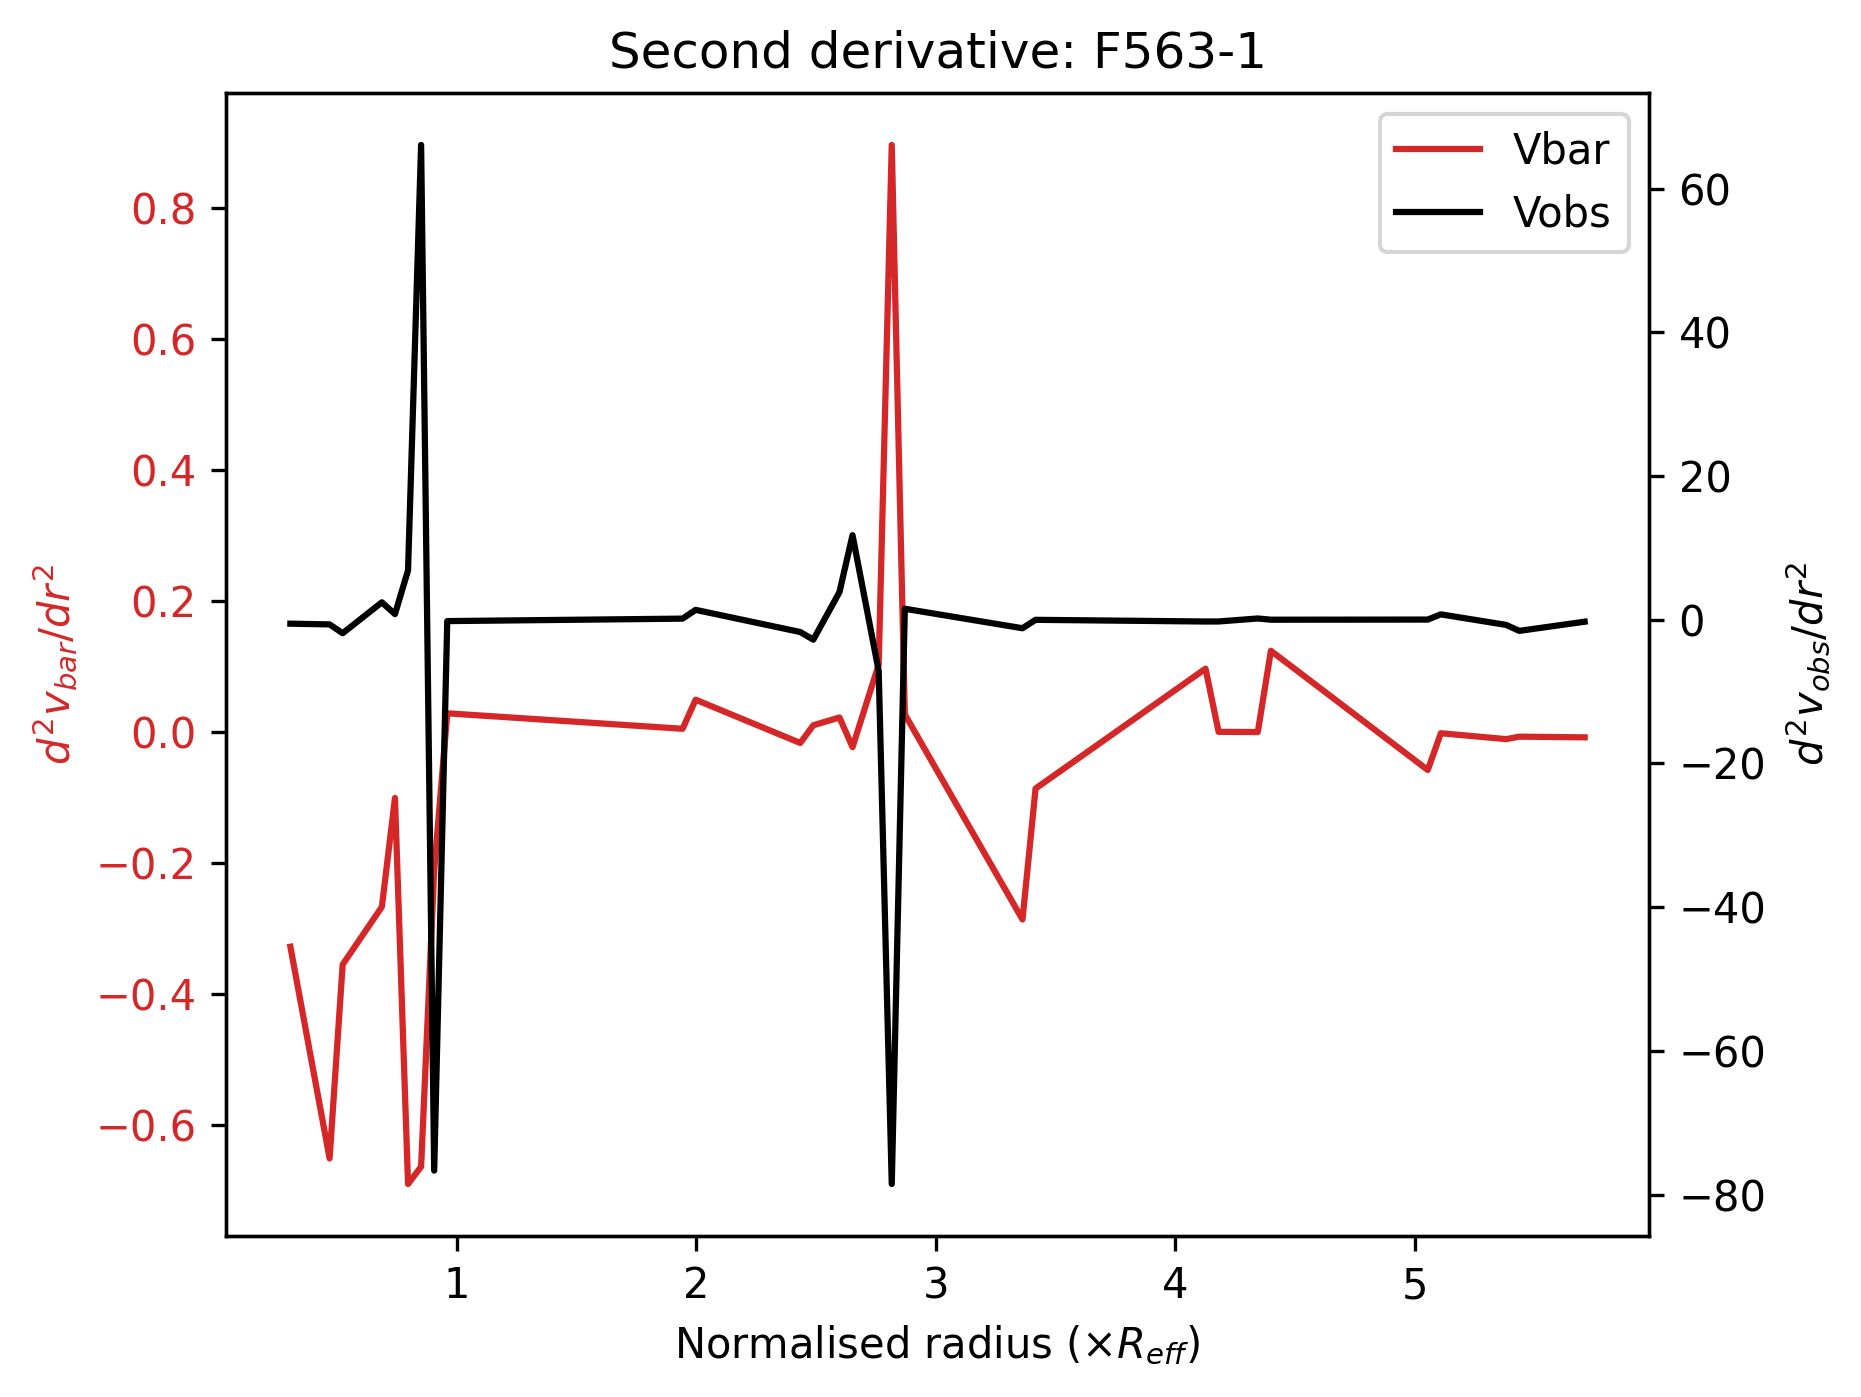 Second derivative: F563-1
Vbar
Vobs
0.8
0.6
0.4
0.2
0.0
−0.2
−0.4
−0.6
d²v_bar/dr²
60
40
20
0
−20
−40
−60
−80
d²v_obs/dr²
1 2 3 4 5
Normalised radius (×R_eff)